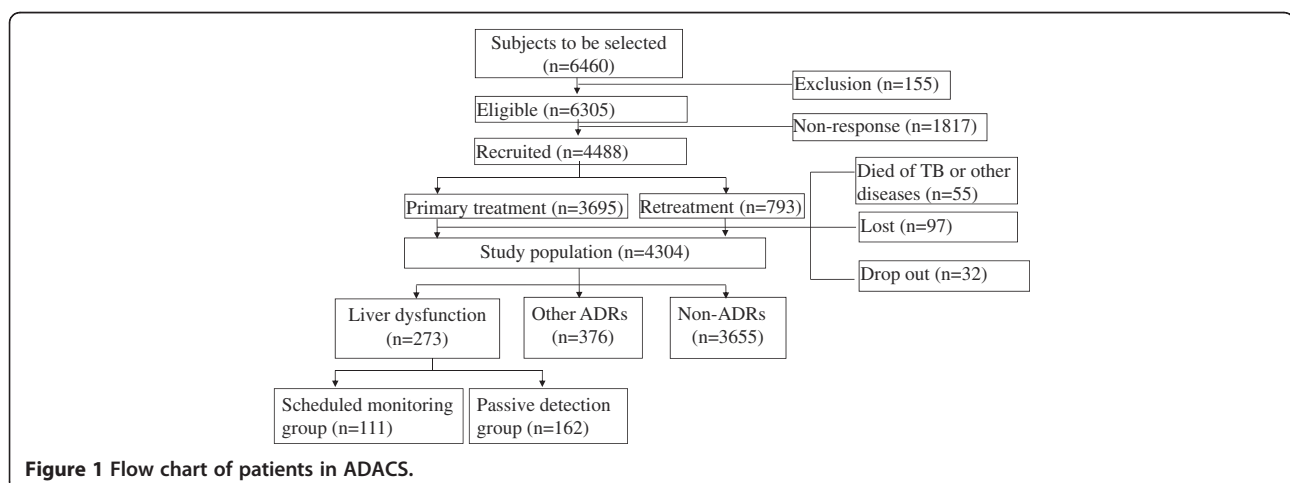 Subjects to be selected
(n=6460)
Exclusion (n=155)
Eligible (n=6305)
Non-response (n=1817)
Recruited (n=4488)
Died of TB or other
diseases (n=55)
Primary treatment (n=3695)
Retreatment (n=793)
Lost (n=97)
Study population (n=4304)
Drop out (n=32)
Liver dysfunction
(n=273)
Other ADRs
(n=376)
Non-ADRs
(n=3655)
Scheduled monitoring
group (n=111)
Passive detection
group (n=162)
Figure 1 Flow chart of patients in ADACS.